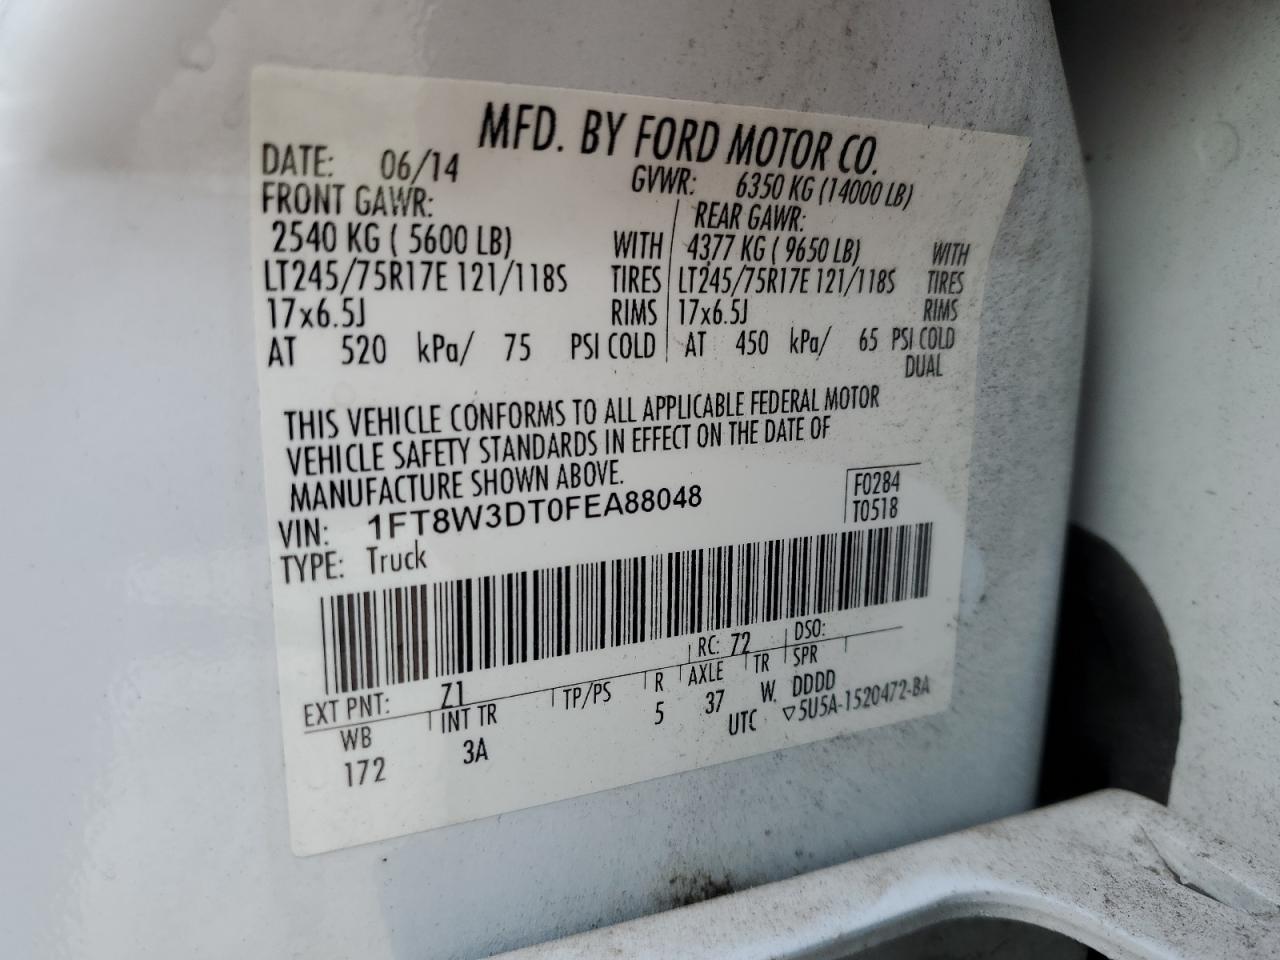 MFD. BY FORD MOTOR CO.
DATE: 06/14 GVWR: 6350 KG (14000 LB)
FRONT GAWR: REAR GAWR:
2540 KG ( 5600 LB) WITH 4377 KG ( 9650 LB) WITH
LT245/75R17E 121/118S TIRES LT245/75R17E 121/118S TIRES
17x6.5J RIMS 17x6.5J RIMS
AT 520 kPa/ 75 PSI COLD AT 450 kPa/ 65 PSI COLD
DUAL
THIS VEHICLE CONFORMS TO ALL APPLICABLE FEDERAL MOTOR
VEHICLE SAFETY STANDARDS IN EFFECT ON THE DATE OF
MANUFACTURE SHOWN ABOVE.
F0284
VIN: 1FT8W3DT0FEA88048 T0518
TYPE: Truck
RC: 72 DSO:
EXT PNT: Z1
WB INT TR TP/PS R AXLE TR SPR
172 3A 5 37 W. DDDD
UTC ▽5U5A-1520472-BA